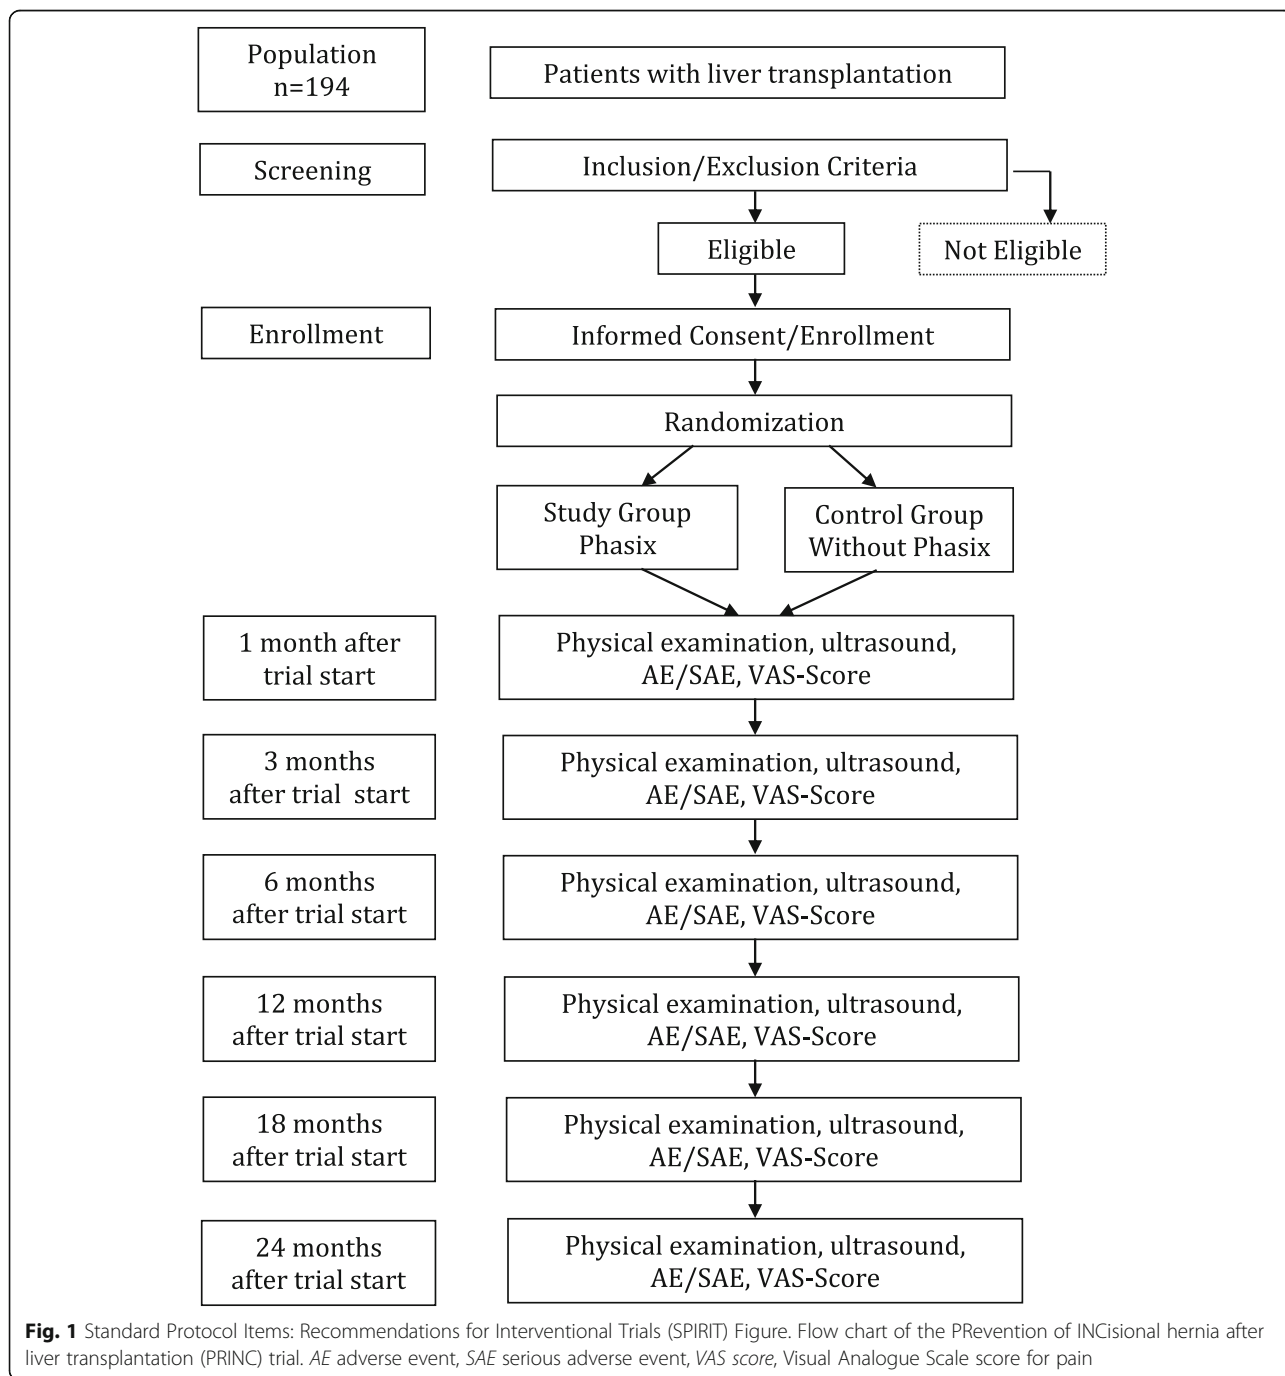 Population
n=194
Patients with liver transplantation
Screening
Inclusion/Exclusion Criteria
Eligible
Not Eligible
Enrollment
Informed Consent/Enrollment
Randomization
Study Group
Phasix
Control Group
Without Phasix
1 month after
trial start
Physical examination, ultrasound,
AE/SAE, VAS-Score
3 months
after trial start
Physical examination, ultrasound,
AE/SAE, VAS-Score
6 months
after trial start
Physical examination, ultrasound,
AE/SAE, VAS-Score
12 months
after trial start
Physical examination, ultrasound,
AE/SAE, VAS-Score
18 months
after trial start
Physical examination, ultrasound,
AE/SAE, VAS-Score
24 months
after trial start
Physical examination, ultrasound,
AE/SAE, VAS-Score
Fig. 1 Standard Protocol Items: Recommendations for Interventional Trials (SPIRIT) Figure. Flow chart of the PRevention of INCisional hernia after
liver transplantation (PRINC) trial. AE adverse event, SAE serious adverse event, VAS score, Visual Analogue Scale score for pain